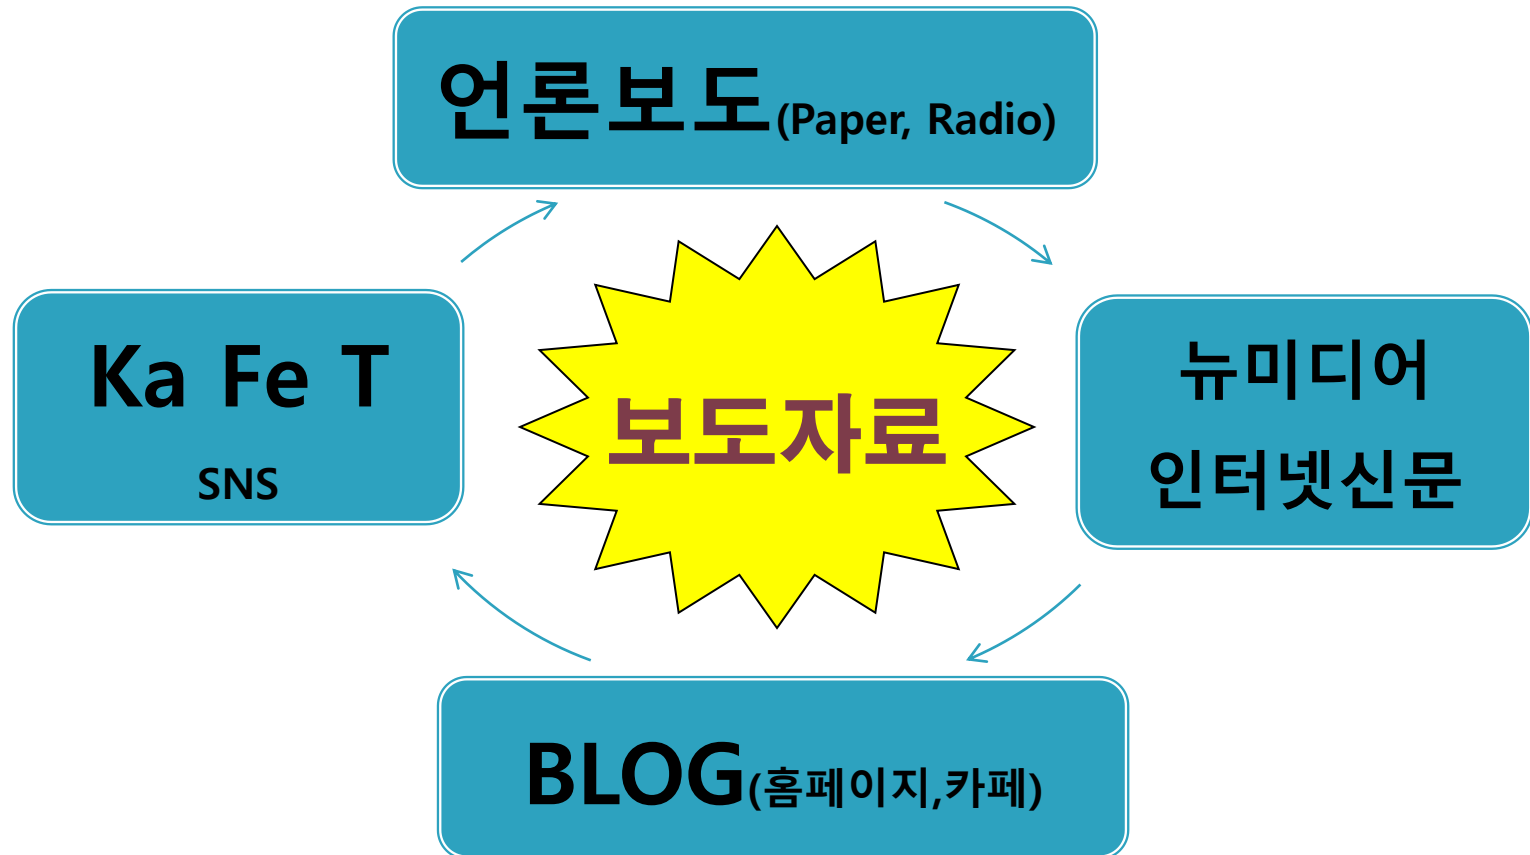 언론보도(Paper, Radio)
Ka Fe T
SNS
보도자료
뉴미디어
인터넷신문
BLOG(홈페이지,카페)